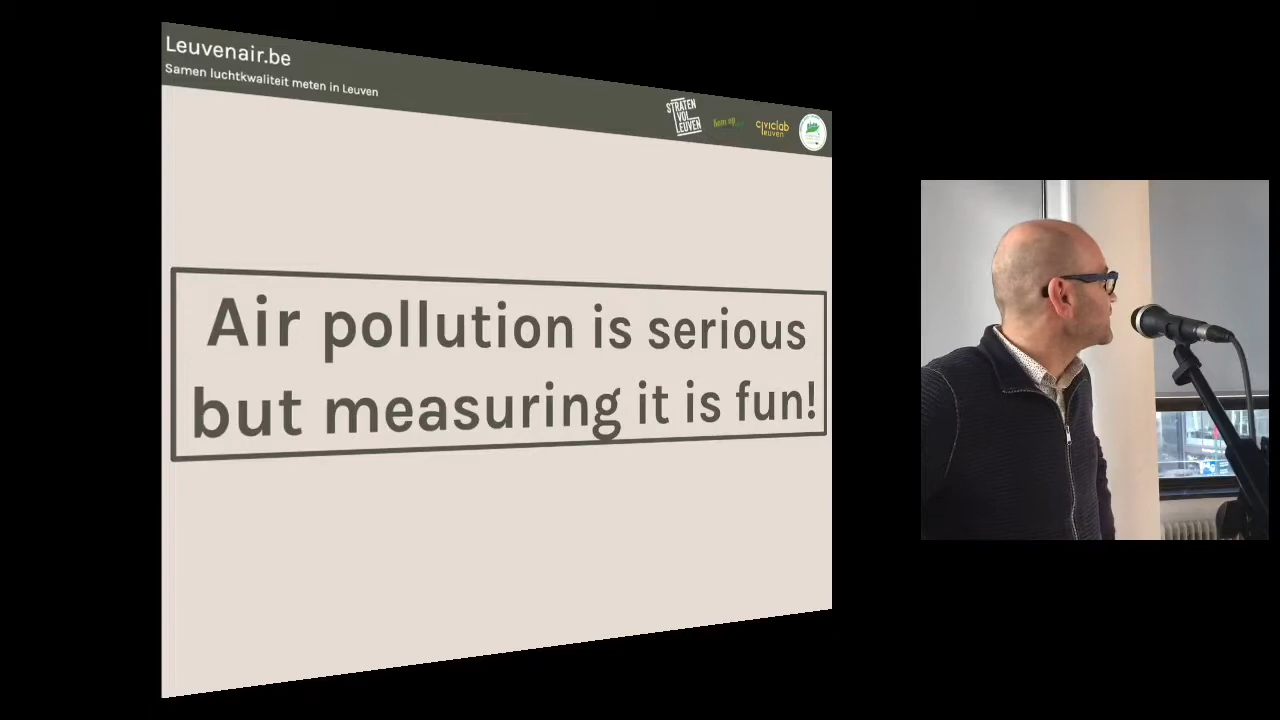 Leuvenair.be
Samen luchtkwaliteit meten in Leuven
STRATEN
VOL
LEUVEN
civiclab
leuven
Air pollution is serious
but measuring it is fun!